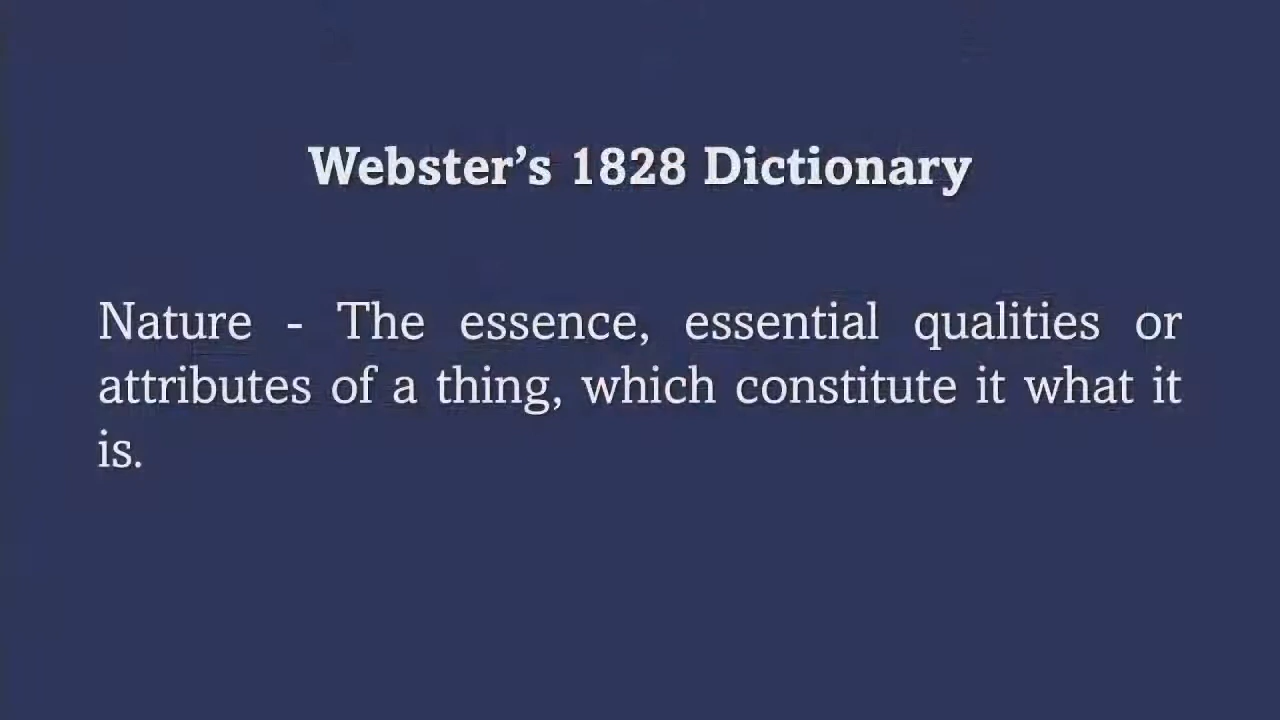 Webster’s 1828 Dictionary
Nature - The essence, essential qualities or
attributes of a thing, which constitute it what it
is.